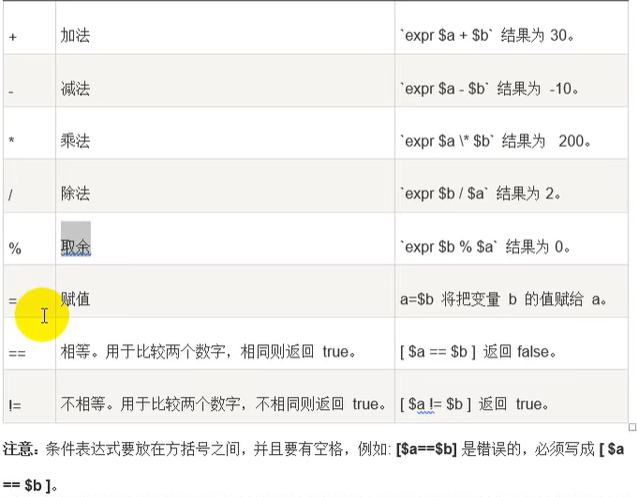 + 加法 `expr $a + $b` 结果为 30。
- 减法 `expr $a - $b` 结果为 -10。
* 乘法 `expr $a \* $b` 结果为 200。
/ 除法 `expr $b / $a` 结果为 2。
% 取余 `expr $b % $a` 结果为 0。
= 赋值 a=$b 将把变量 b 的值赋给 a。
== 相等。用于比较两个数字，相同则返回 true。 [ $a == $b ] 返回 false。
!= 不相等。用于比较两个数字，不相同则返回 true。 [ $a != $b ] 返回 true。
注意：条件表达式要放在方括号之间，并且要有空格，例如: [$a==$b] 是错误的，必须写成 [ $a
== $b ]。